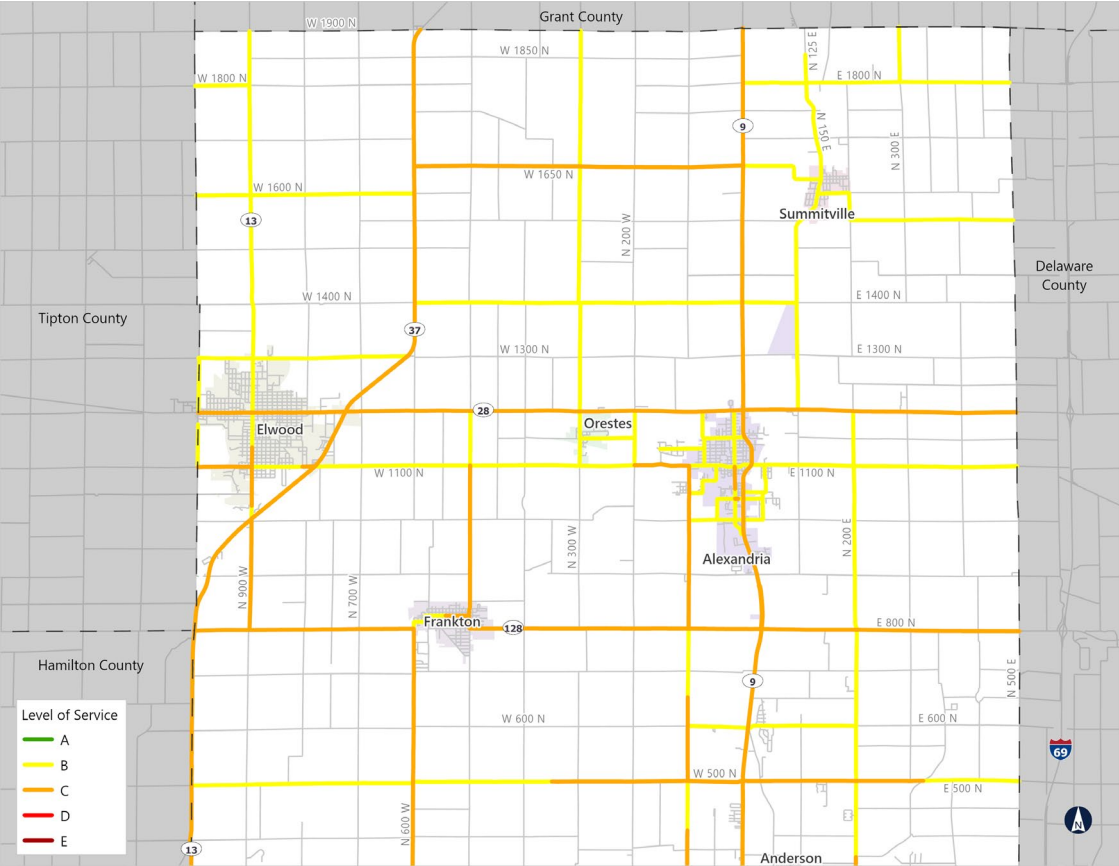 Grant County
W 1900 N
W 1850 N
N 125 E
W 1800 N
E 1800 N
9
N 150 E
N 300 E
W 1650 N
W 1600 N
Summitville
13
N 200 W
Delaware
County
W 1400 N
E 1400 N
Tipton County
37
W 1300 N
E 1300 N
28
Orestes
Elwood
W 1100 N
E 1100 N
N 300 W
N 200 E
Alexandria
N 900 W
N 700 W
Frankton
128
E 800 N
Hamilton County
N 500 E
9
Level of Service
A
B
C
D
E
W 600 N
E 600 N
69
W 500 N
E 500 N
N 600 W
N
13
Anderson